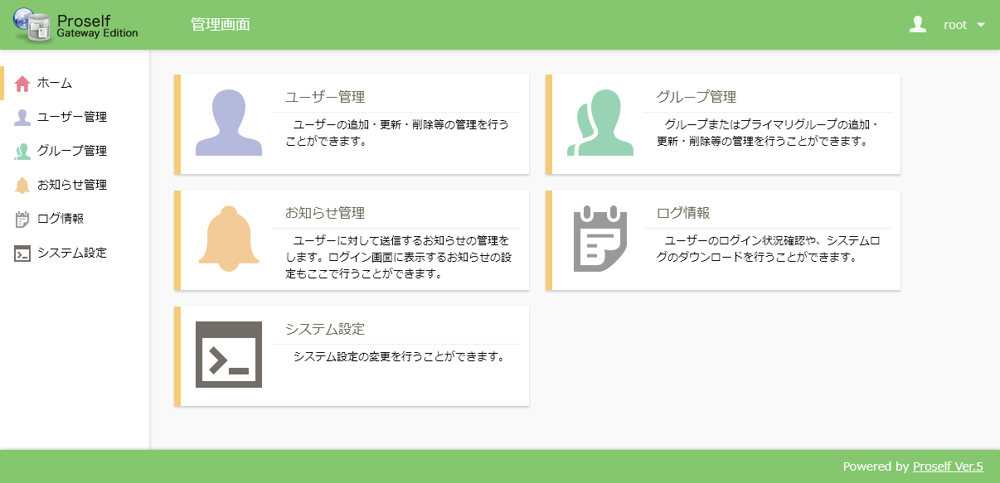 Proself
Gateway Edition
管理画面
root
ホーム
ユーザー管理
グループ管理
お知らせ管理
ログ情報
システム設定
ユーザー管理
ユーザーの追加・更新・削除等の管理を行う
ことができます。
グループ管理
グループまたはプライマリグループの追加・
更新・削除等の管理を行うことができます。
お知らせ管理
ユーザーに対して送信するお知らせの管理を
します。ログイン画面に表示するお知らせの設
定もここで行うことができます。
ログ情報
ユーザーのログイン状況確認や、システムロ
グのダウンロードを行うことができます。
システム設定
システム設定の変更を行うことができます。
Powered by Proself Ver.5